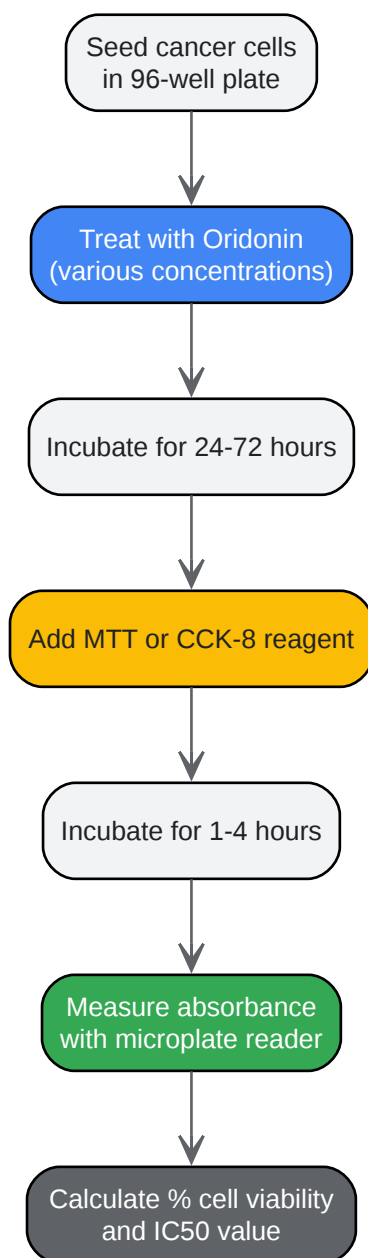 Seed cancer cells
in 96-well plate
Treat with Oridonin
(various concentrations)
Incubate for 24-72 hours
Add MTT or CCK-8 reagent
Incubate for 1-4 hours
Measure absorbance
with microplate reader
Calculate % cell viability
and IC50 value